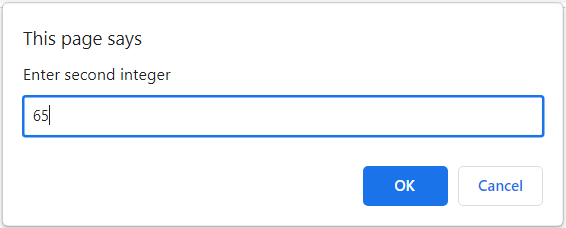 This page says
Enter second integer
65
OK
Cancel